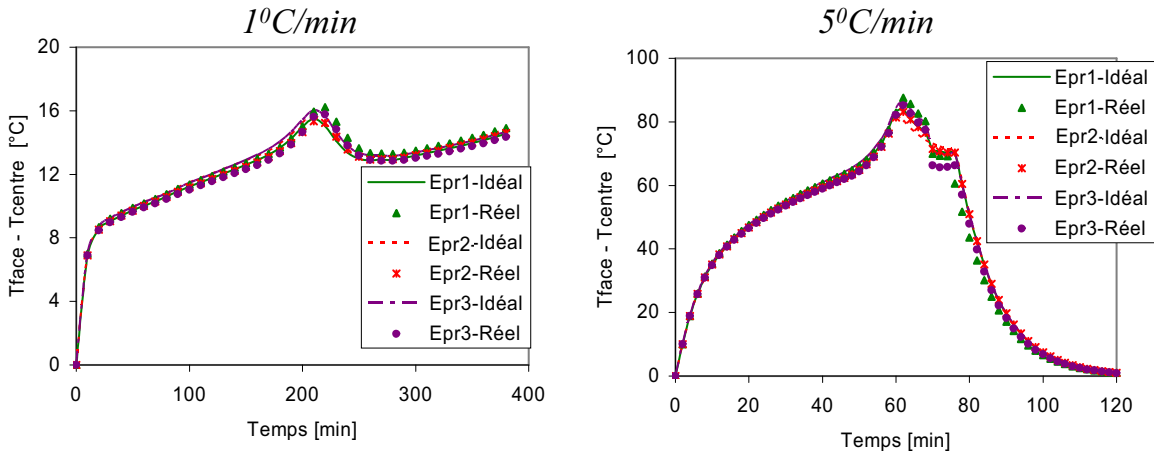 1⁰C/min
Tface - Tcentre [°C]
20
16
12
8
4
0
0
100
200
300
400
Temps [min]
Epr1-Idéal
Epr1-Réel
Epr2-Idéal
Epr2-Réel
Epr3-Idéal
Epr3-Réel
5⁰C/min
Tface - Tcentre [°C]
100
80
60
40
20
0
0
20
40
60
80
100
120
Temps [min]
Epr1-Idéal
Epr1-Réel
Epr2-Idéal
Epr2-Réel
Epr3-Idéal
Epr3-Réel